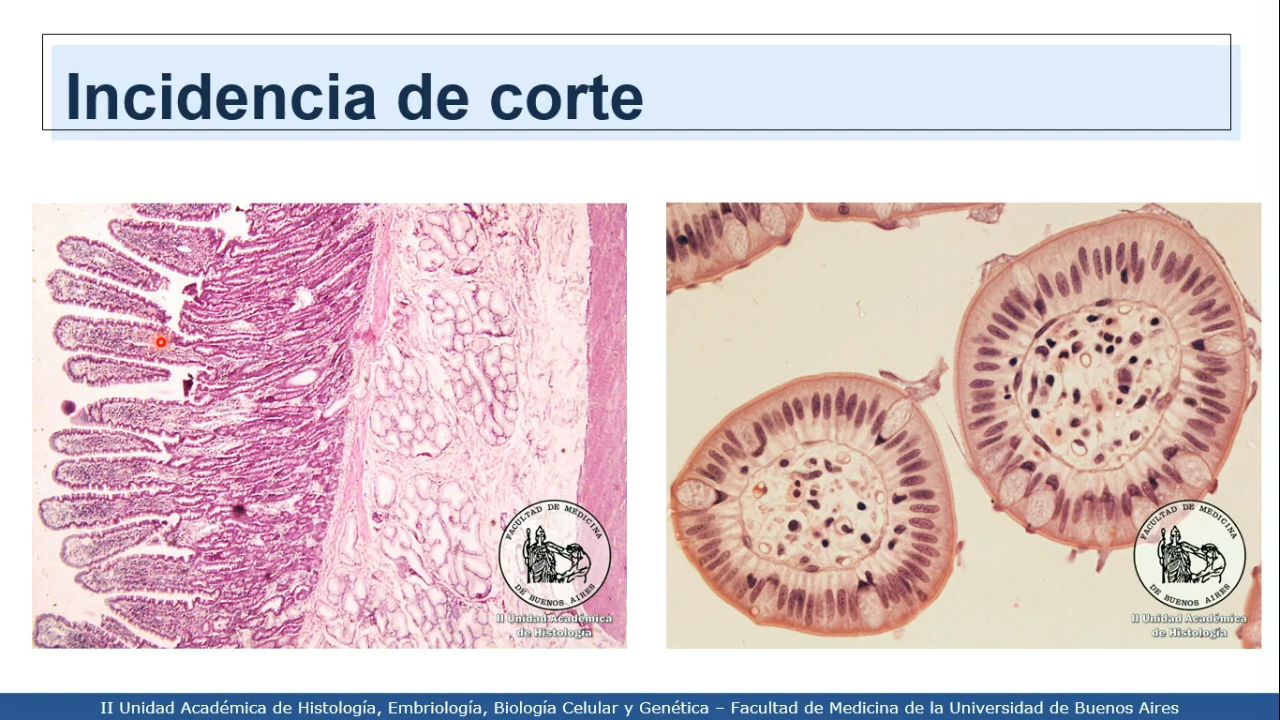 Incidencia de corte
FACULTAD DE MEDICINA
DE BUENOS AIRES
II Unidad Académica
de Histología
FACULTAD DE MEDICINA
DE BUENOS AIRES
II Unidad Académica
de Histología
II Unidad Académica de Histología, Embriología, Biología Celular y Genética – Facultad de Medicina de la Universidad de Buenos Aires